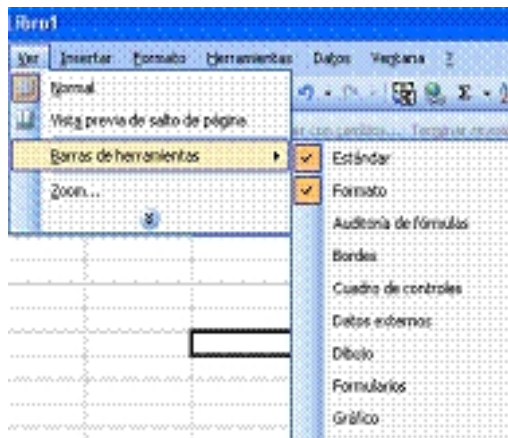 Libro1
Ver Insertar Formato Herramientas Datos Ventana ?
Normal
Vista previa de salto de página
Barras de herramientas
Zoom...
Estándar
Formato
Auditoría de fórmulas
Bordes
Cuadro de controles
Datos externos
Dibujo
Formularios
Gráfico